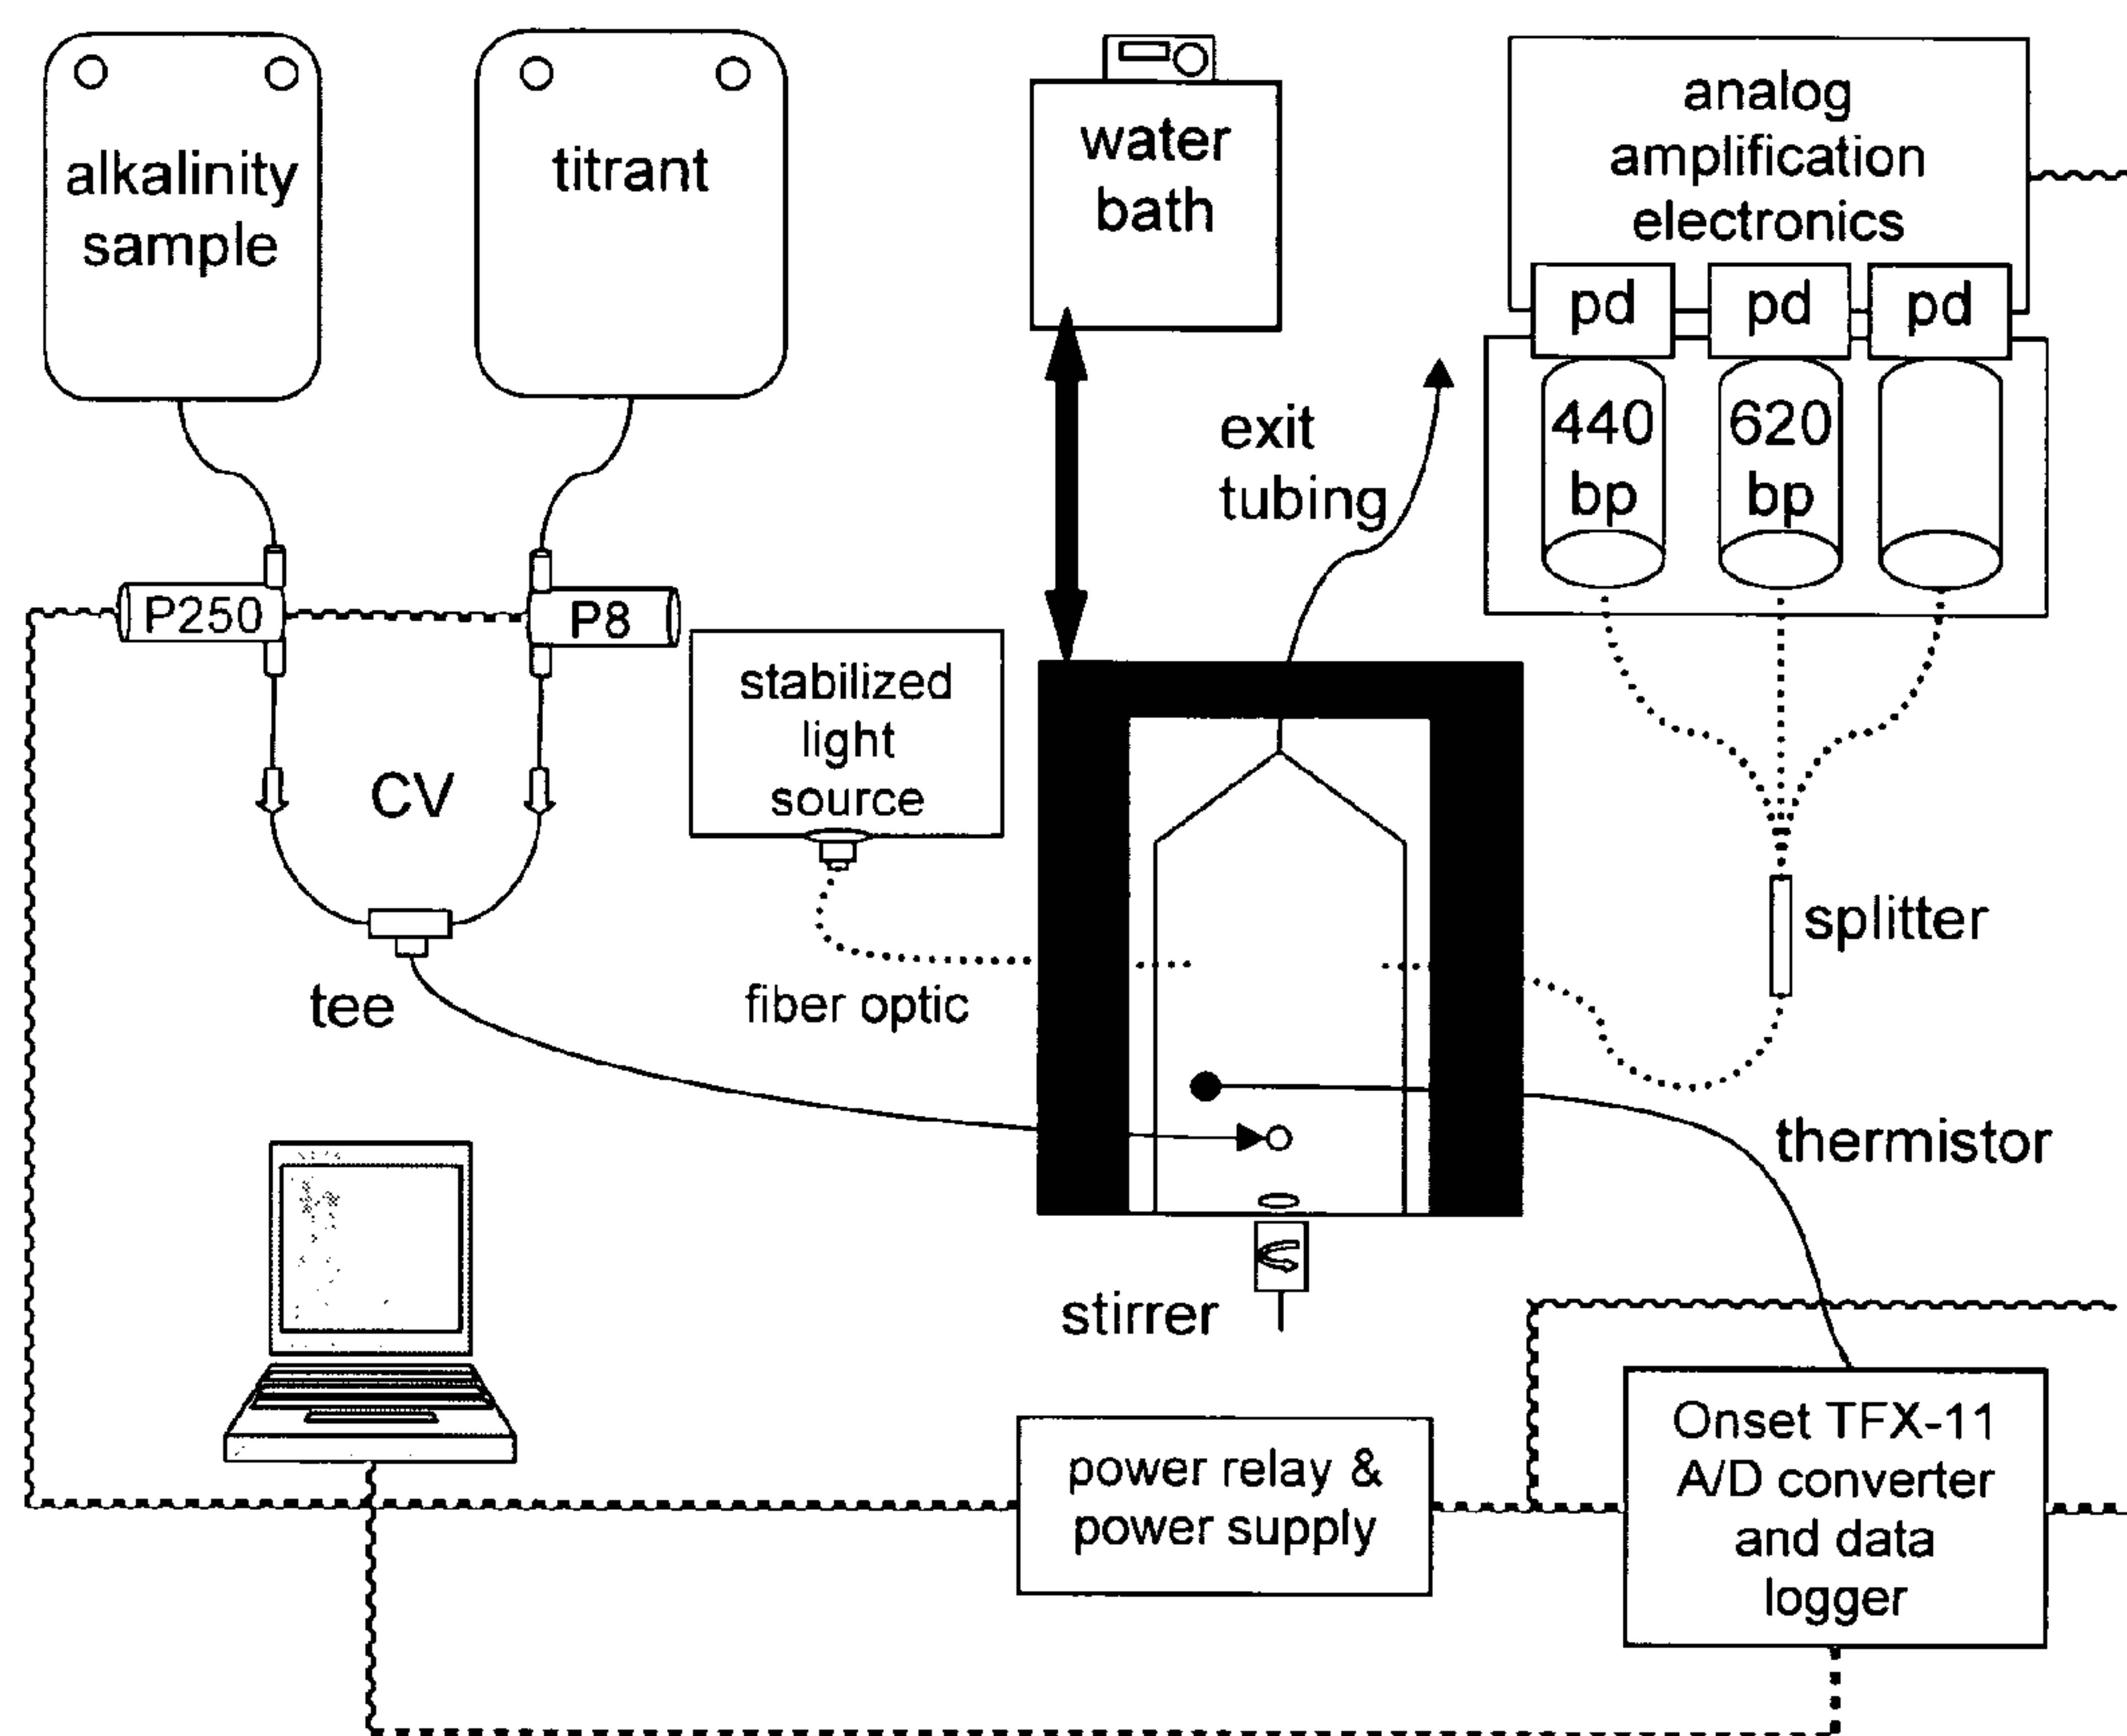 alkalinity
sample
titrant
water
bath
analog
amplification
electronics
pd
pd
pd
440
bp
620
bp
exit
tubing
P250
P8
stabilized
light
source
CV
splitter
tee
fiber optic
thermistor
stirrer
power relay &
power supply
Onset TFX-11
A/D converter
and data
logger